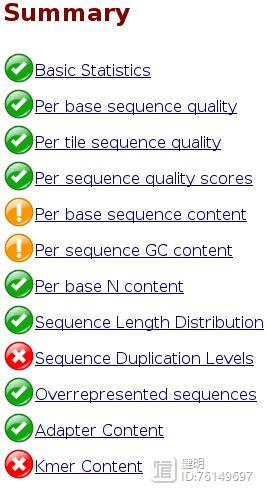 Summary
Basic Statistics
Per base sequence quality
Per tile sequence quality
Per sequence quality scores
Per base sequence content
Per sequence GC content
Per base N content
Sequence Length Distribution
Sequence Duplication Levels
Overrepresented sequences
Adapter Content
Kmer Content
ID:76149697